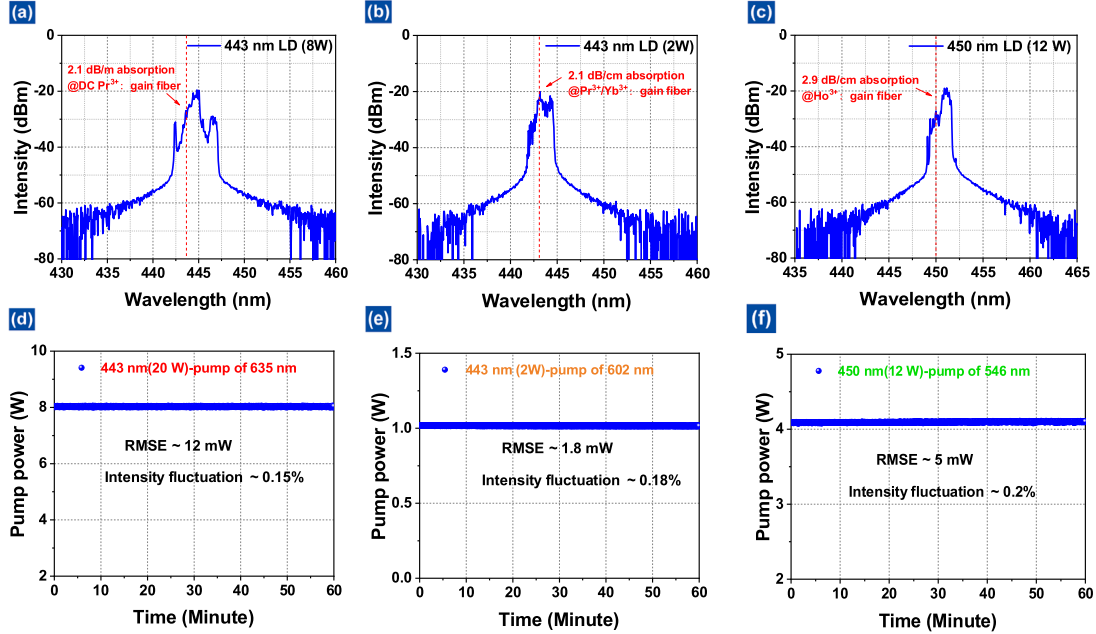 (a)
443 nm LD (8W)
2.1 dB/m absorption
@DC Pr³⁺: gain fiber
Intensity (dBm)
0
-20
-40
-60
-80
430
435
440
445
450
455
460
Wavelength (nm)
(b)
443 nm LD (2W)
2.1 dB/cm absorption
@Pr³⁺/Yb³⁺: gain fiber
Intensity (dBm)
0
-20
-40
-60
-80
430
435
440
445
450
455
460
Wavelength (nm)
(c)
450 nm LD (12 W)
2.9 dB/cm absorption
@Ho³⁺: gain fiber
Intensity (dBm)
0
-20
-40
-60
-80
435
440
445
450
455
460
465
Wavelength (nm)
(d)
443 nm(20 W)-pump of 635 nm
RMSE ~ 12 mW
Intensity fluctuation ~ 0.15%
Pump power (W)
10
8
6
4
2
0
10
20
30
40
50
60
Time (Minute)
(e)
443 nm (2W)-pump of 602 nm
RMSE ~ 1.8 mW
Intensity fluctuation ~ 0.18%
Pump power (W)
1.5
1.0
0.5
0.0
0
10
20
30
40
50
60
Time (Minute)
(f)
450 nm(12 W)-pump of 546 nm
RMSE ~ 5 mW
Intensity fluctuation ~ 0.2%
Pump power (W)
5
4
3
2
0
10
20
30
40
50
60
Time (Minute)